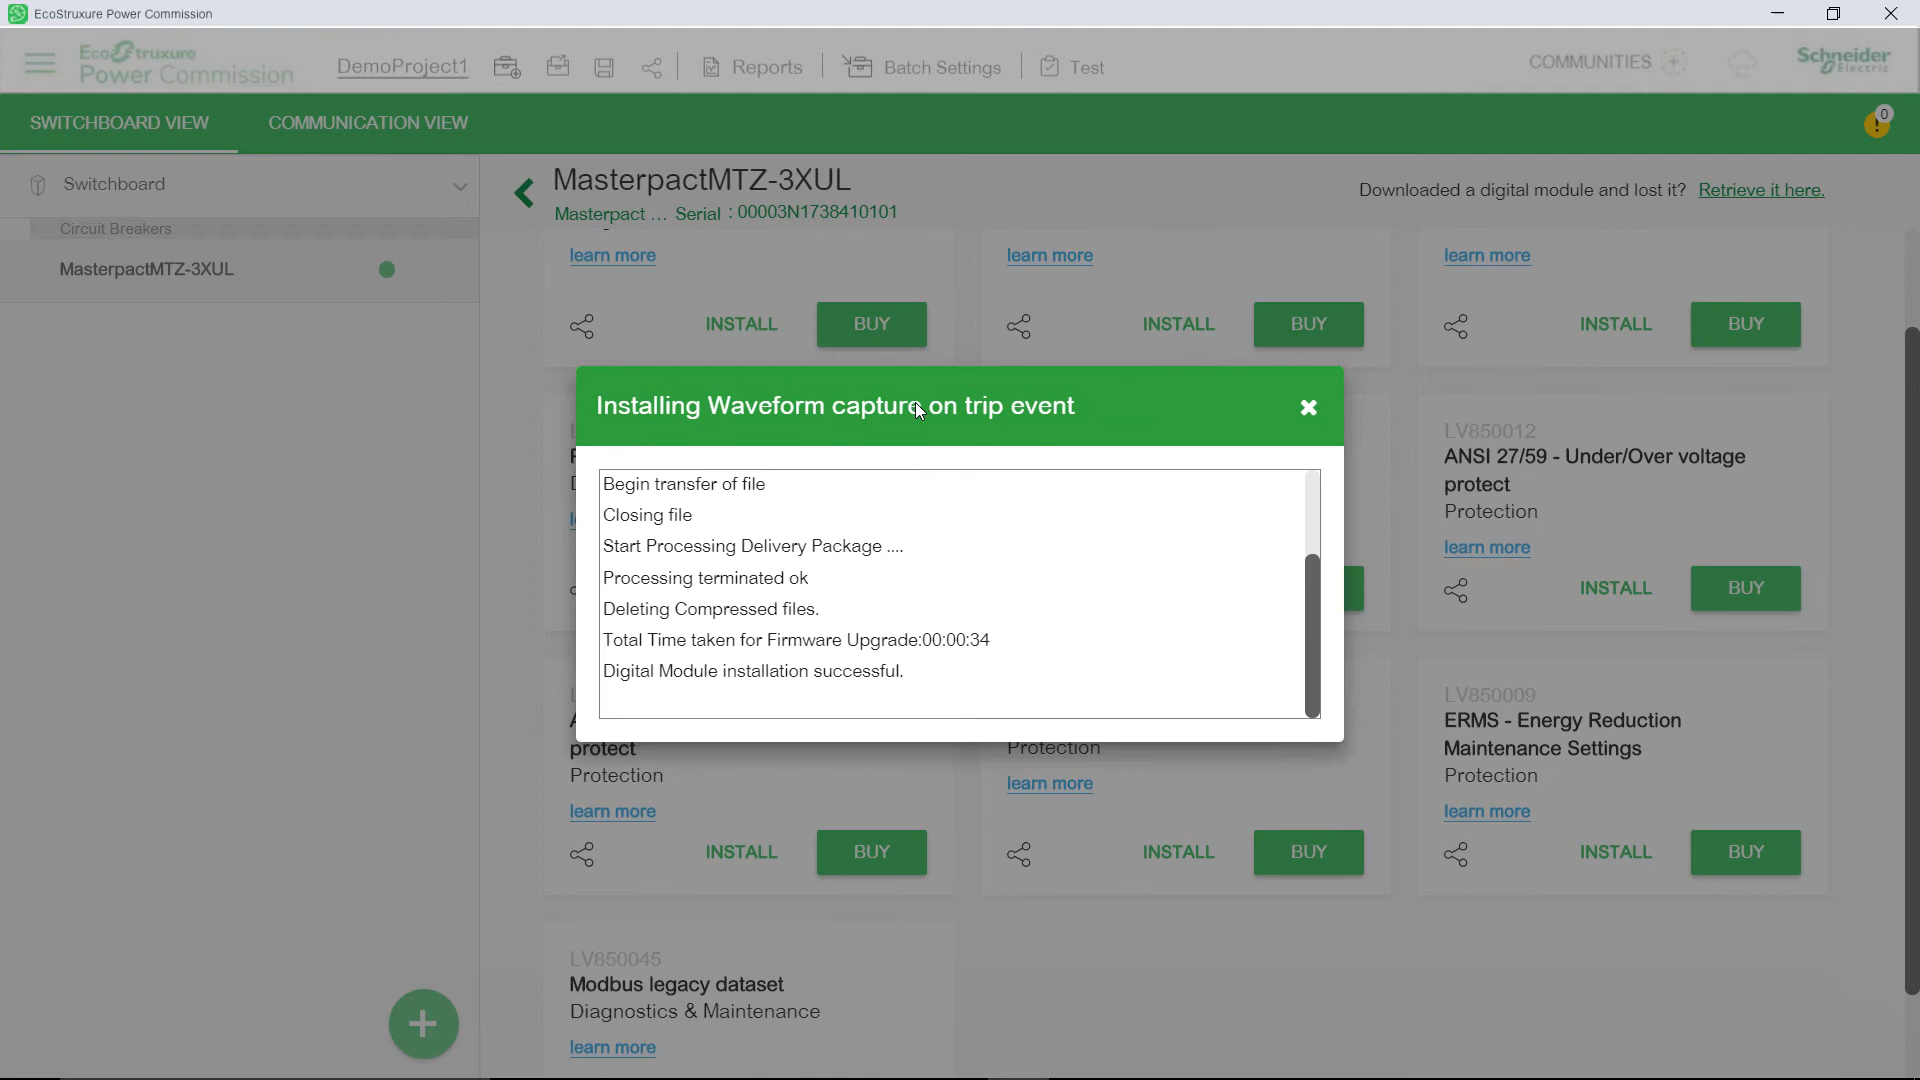 EcoStruxure Power Commission
EcoStruxure
Power Commission
DemoProject1
Reports
Batch Settings
Test
COMMUNITIES
Schneider
Electric
SWITCHBOARD VIEW
COMMUNICATION VIEW
0
Switchboard
Circuit Breakers
MasterpactMTZ-3XUL
MasterpactMTZ-3XUL
Masterpact ... Serial : 00003N1738410101
Downloaded a digital module and lost it? Retrieve it here.
learn more
learn more
learn more
INSTALL
BUY
INSTALL
BUY
INSTALL
BUY
Installing Waveform capture on trip event
Begin transfer of file
Closing file
Start Processing Delivery Package ....
Processing terminated ok
Deleting Compressed files.
Total Time taken for Firmware Upgrade:00:00:34
Digital Module installation successful.
LV850012
ANSI 27/59 - Under/Over voltage
protect
Protection
learn more
INSTALL
BUY
protect
Protection
learn more
INSTALL
BUY
Protection
learn more
INSTALL
BUY
LV850009
ERMS - Energy Reduction
Maintenance Settings
Protection
learn more
INSTALL
BUY
LV850045
Modbus legacy dataset
Diagnostics & Maintenance
learn more